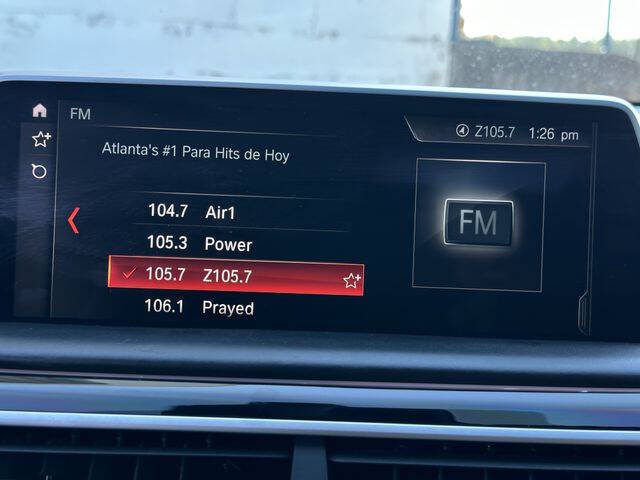 FM
Z105.7 1:26 pm
Atlanta's #1 Para Hits de Hoy
104.7 Air1
105.3 Power
105.7 Z105.7
106.1 Prayed
FM